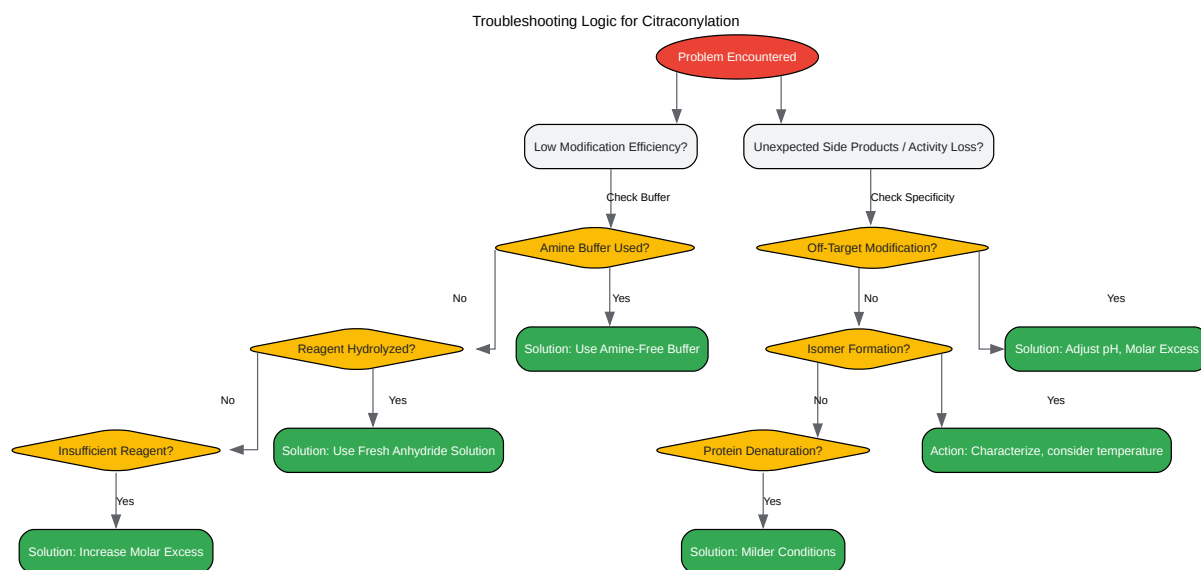 Troubleshooting Logic for Citraconylation
Problem Encountered
Low Modification Efficiency?
Unexpected Side Products / Activity Loss?
Check Buffer
Check Specificity
Amine Buffer Used?
Off-Target Modification?
No
Yes
No
Yes
Reagent Hydrolyzed?
Solution: Use Amine-Free Buffer
Isomer Formation?
Solution: Adjust pH, Molar Excess
No
Yes
No
Yes
Insufficient Reagent?
Solution: Use Fresh Anhydride Solution
Protein Denaturation?
Action: Characterize, consider temperature
Yes
Yes
Solution: Increase Molar Excess
Solution: Milder Conditions